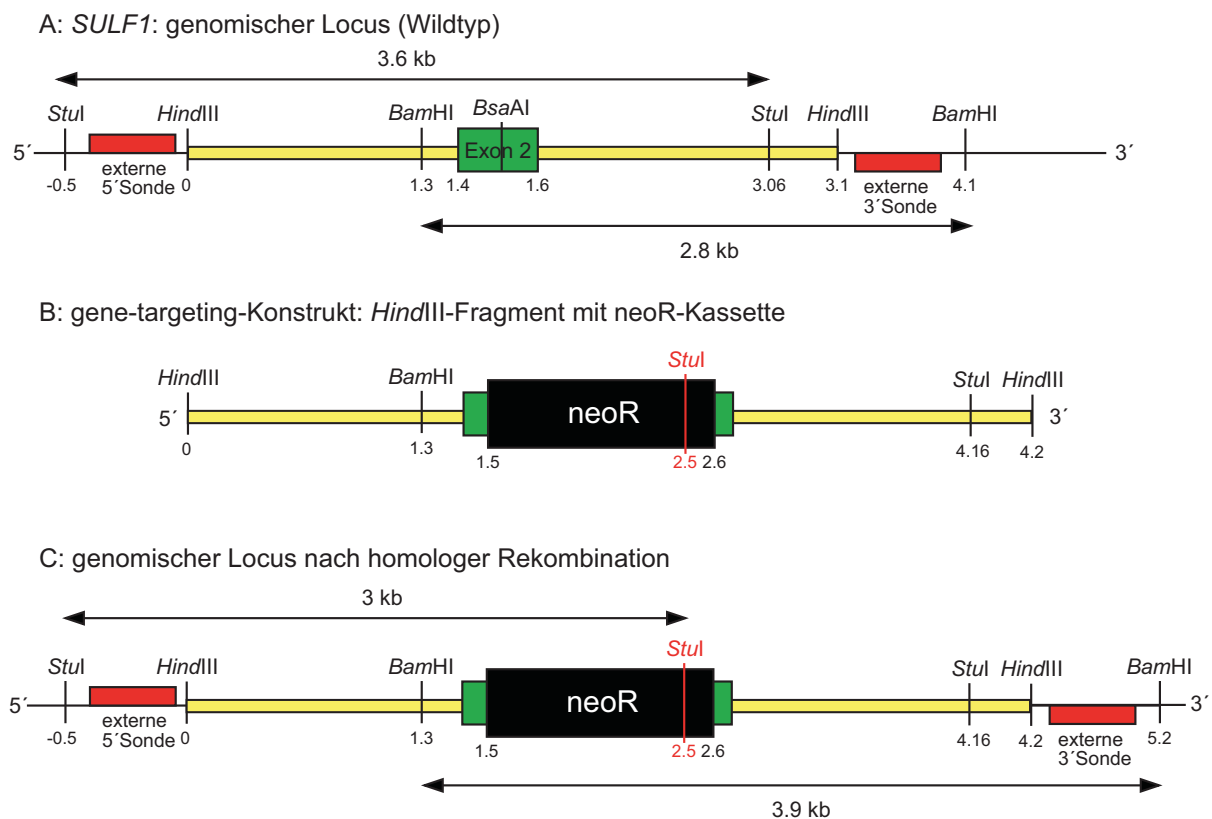 A: SULF1: genomischer Locus (Wildtyp)
3.6 kb
StuI HindIII BamHI BsaAI StuI HindIII BamHI
5´ Exon 2 3´
-0.5 externe 5´Sonde 0 1.3 1.4 1.6 3.06 3.1 externe 3´Sonde 4.1
2.8 kb
B: gene-targeting-Konstrukt: HindIII-Fragment mit neoR-Kassette
HindIII BamHI StuI StuI HindIII
5´ neoR 3´
0 1.3 1.5 2.5 2.6 4.16 4.2
C: genomischer Locus nach homologer Rekombination
3 kb
StuI HindIII BamHI StuI StuI HindIII BamHI
5´ neoR 3´
-0.5 externe 5´Sonde 0 1.3 1.5 2.5 2.6 4.16 4.2 externe 3´Sonde 5.2
3.9 kb